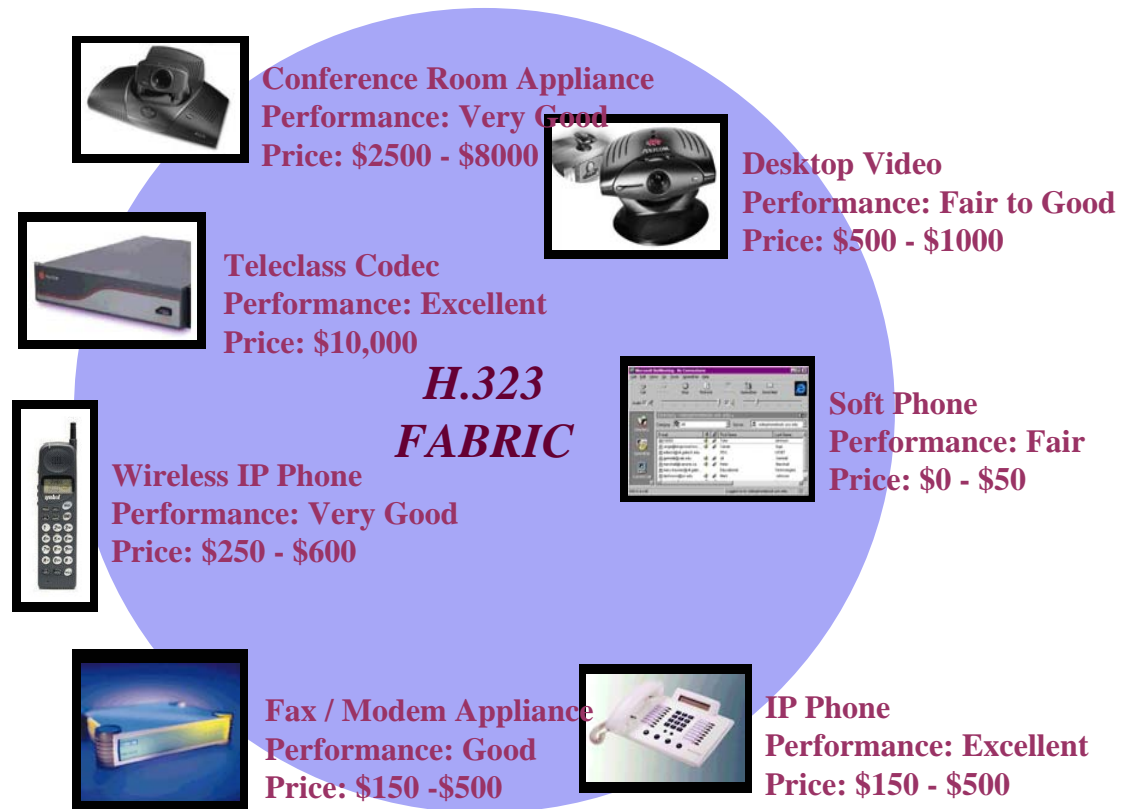 Conference Room Appliance
Performance: Very Good
Price: $2500 - $8000
Desktop Video
Performance: Fair to Good
Price: $500 - $1000
Teleclass Codec
Performance: Excellent
Price: $10,000
H.323
FABRIC
Soft Phone
Performance: Fair
Price: $0 - $50
Wireless IP Phone
Performance: Very Good
Price: $250 - $600
Fax / Modem Appliance
Performance: Good
Price: $150 -$500
IP Phone
Performance: Excellent
Price: $150 - $500